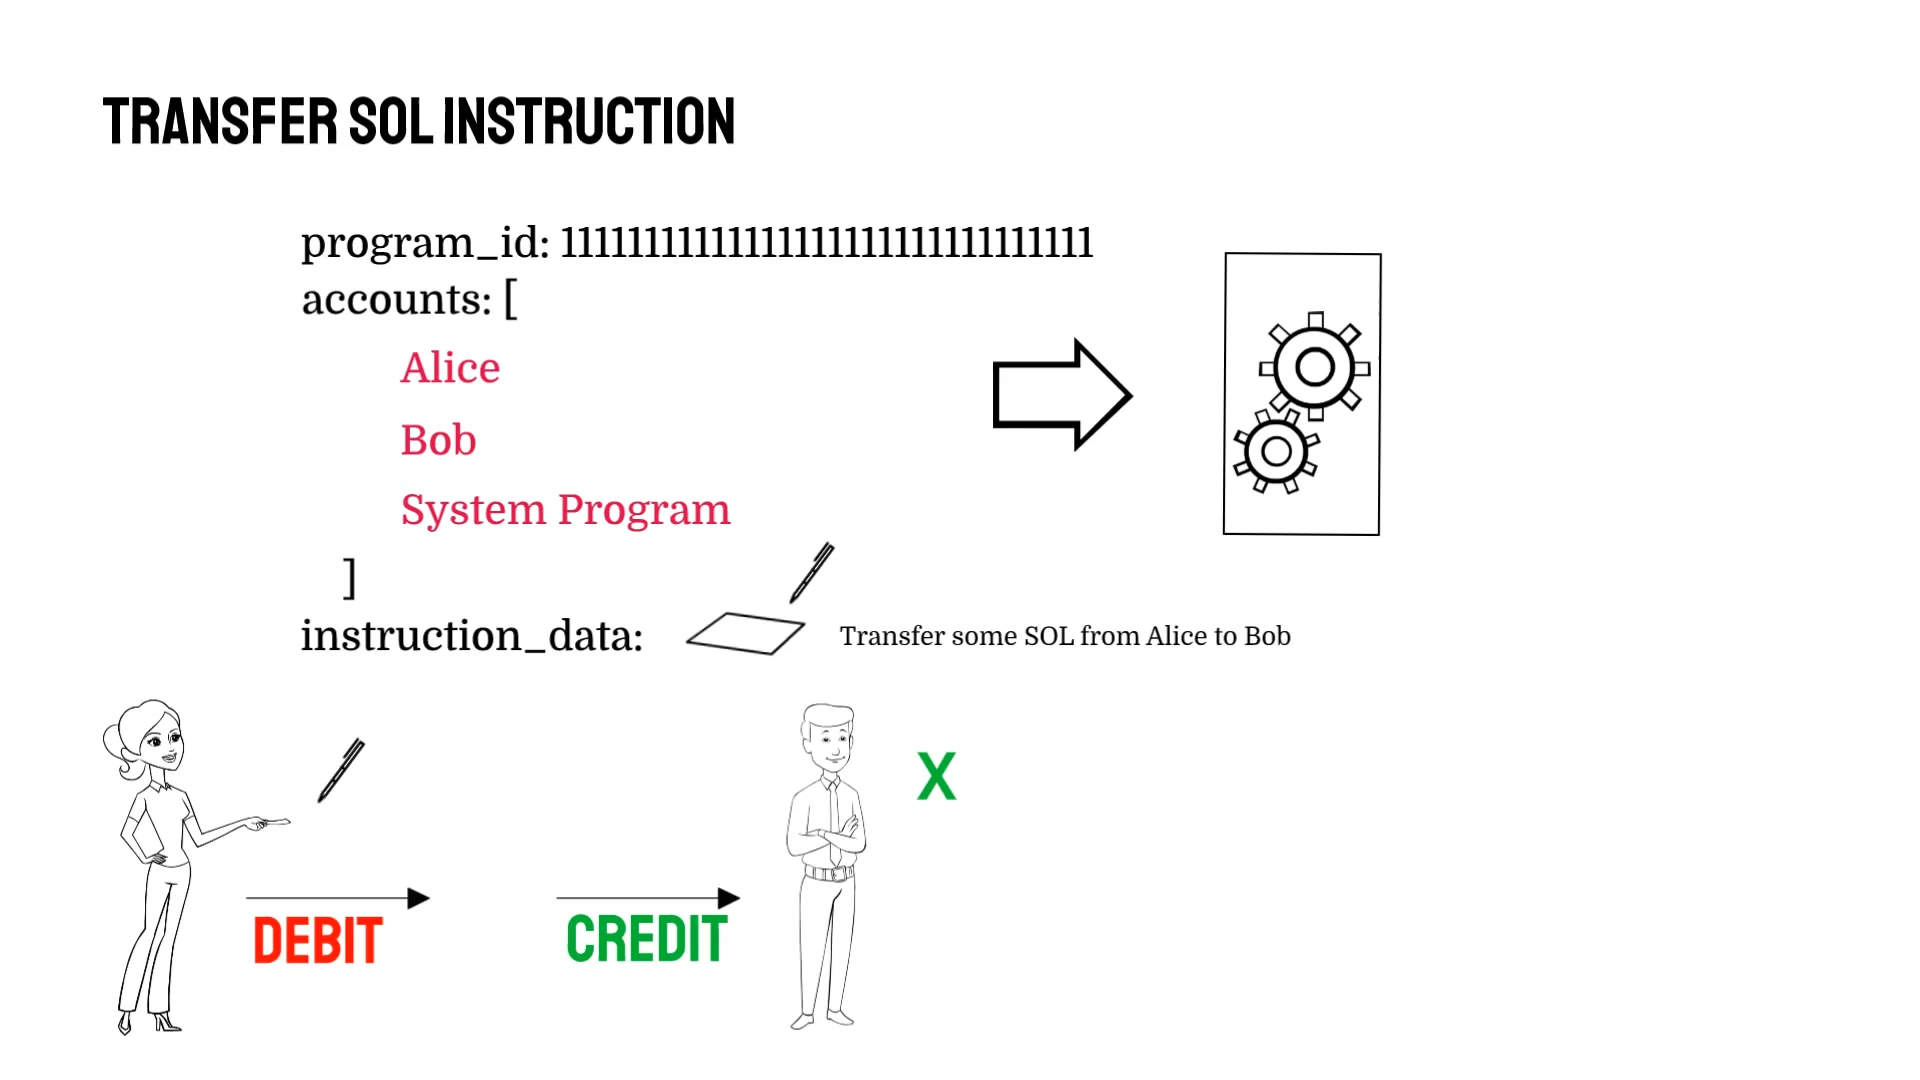 TRANSFER SOL INSTRUCTION
program_id: 11111111111111111111111111111111
accounts: [
Alice
Bob
System Program
]
instruction_data:
Transfer some SOL from Alice to Bob
X
DEBIT
CREDIT